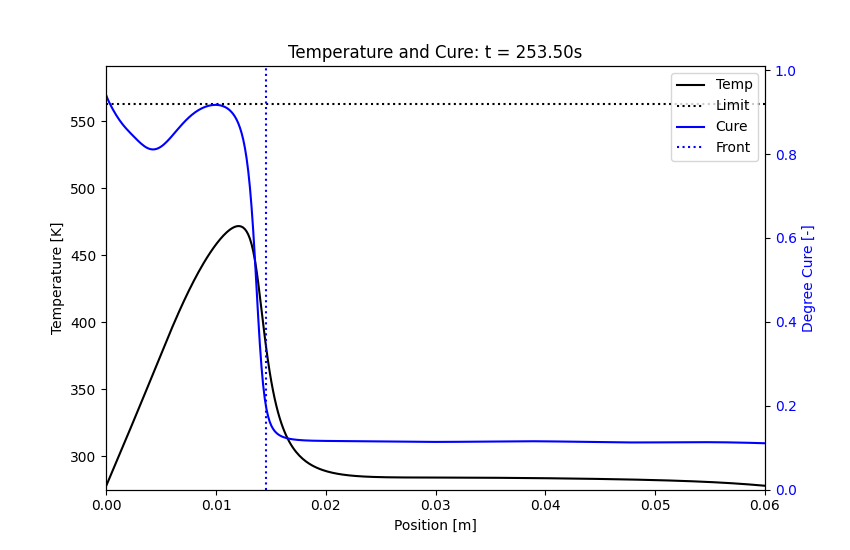 Temperature and Cure: t = 253.50s
Temp
Limit
Cure
Front
Temperature [K]
550
500
450
400
350
300
Degree Cure [-]
1.0
0.8
0.6
0.4
0.2
0.0
0.00 0.01 0.02 0.03 0.04 0.05 0.06
Position [m]